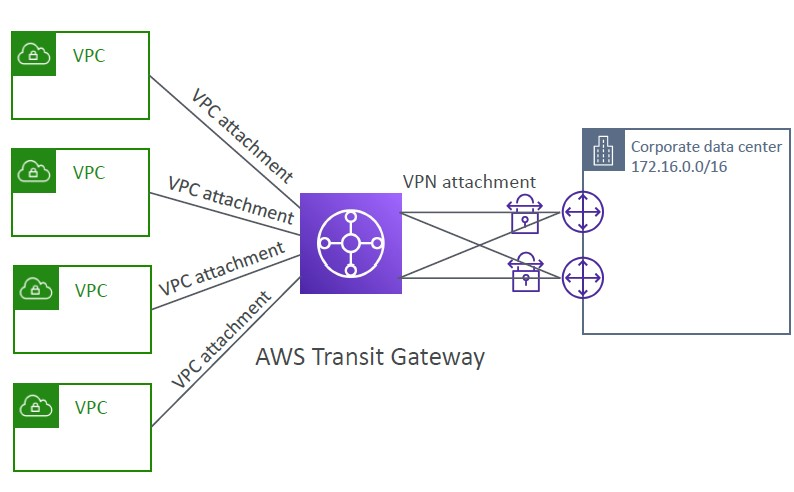 VPC
VPC attachment
VPC
VPC attachment
VPC
VPC attachment
VPC
VPC attachment
AWS Transit Gateway
VPN attachment
Corporate data center
172.16.0.0/16